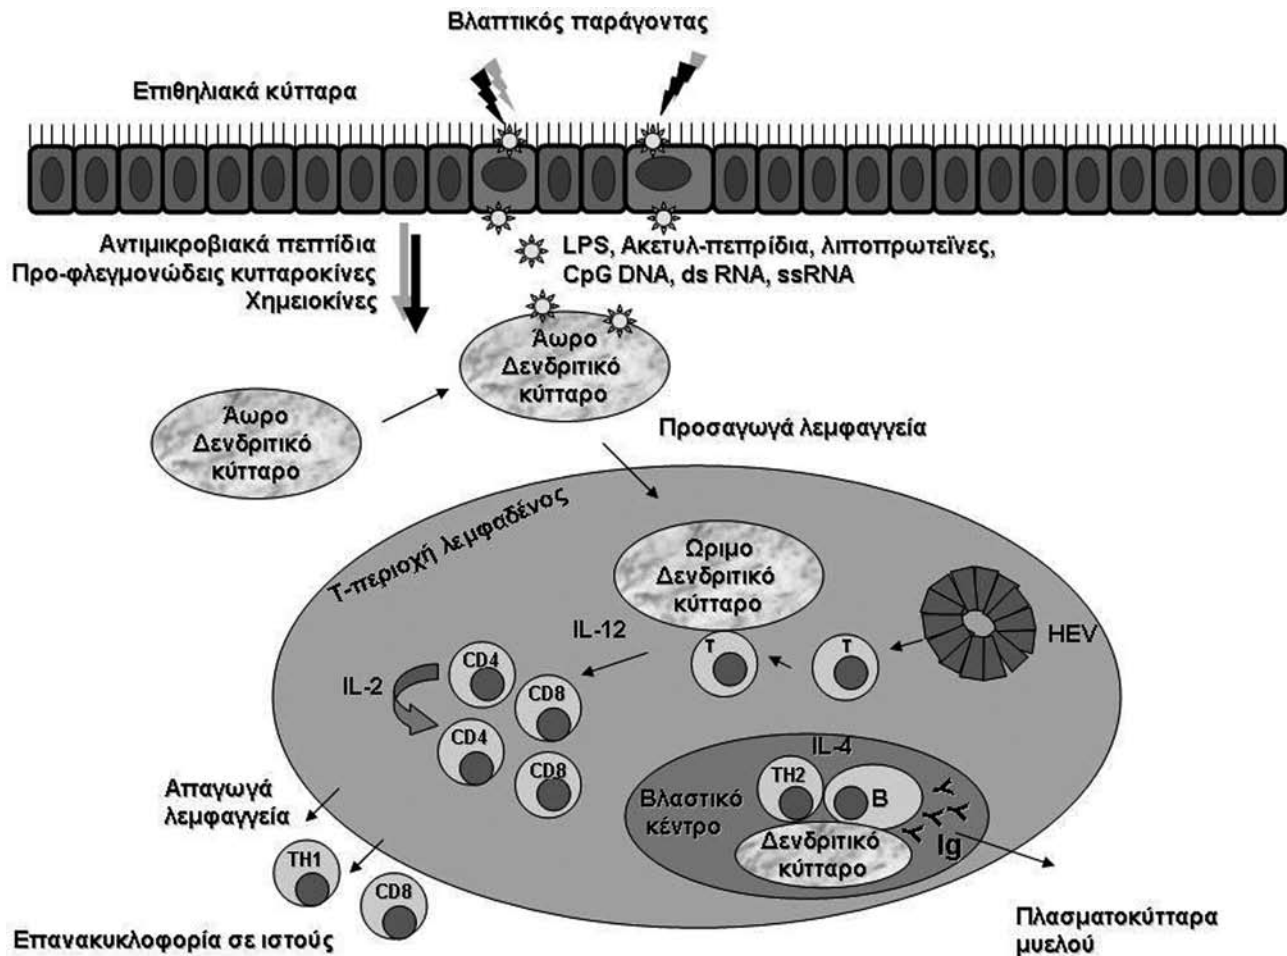 Βλαπτικός παράγοντας
Επιθηλιακά κύτταρα
Αντιμικροβιακά πεπτίδια
Προ-φλεγμονώδεις κυτταροκίνες
Χημειοκίνες
LPS, Ακετυλ-πεπρίδια, λιποπρωτεΐνες,
CpG DNA, ds RNA, ssRNA
Άωρο
Δενδριτικό
κύτταρο
Άωρο
Δενδριτικό
κύτταρο
Προσαγωγά λεμφαγγεία
Τ-περιοχή λεμφαδένος
Ωριμο
Δενδριτικό
κύτταρο
HEV
IL-12
T
T
IL-2
CD4
CD8
CD4
CD8
IL-4
TH2
B
Βλαστικό
κέντρο
Δενδριτικό
κύτταρο
Ig
Απαγωγά
λεμφαγγεία
TH1
CD8
Επανακυκλοφορία σε ιστούς
Πλασματοκύτταρα
μυελού